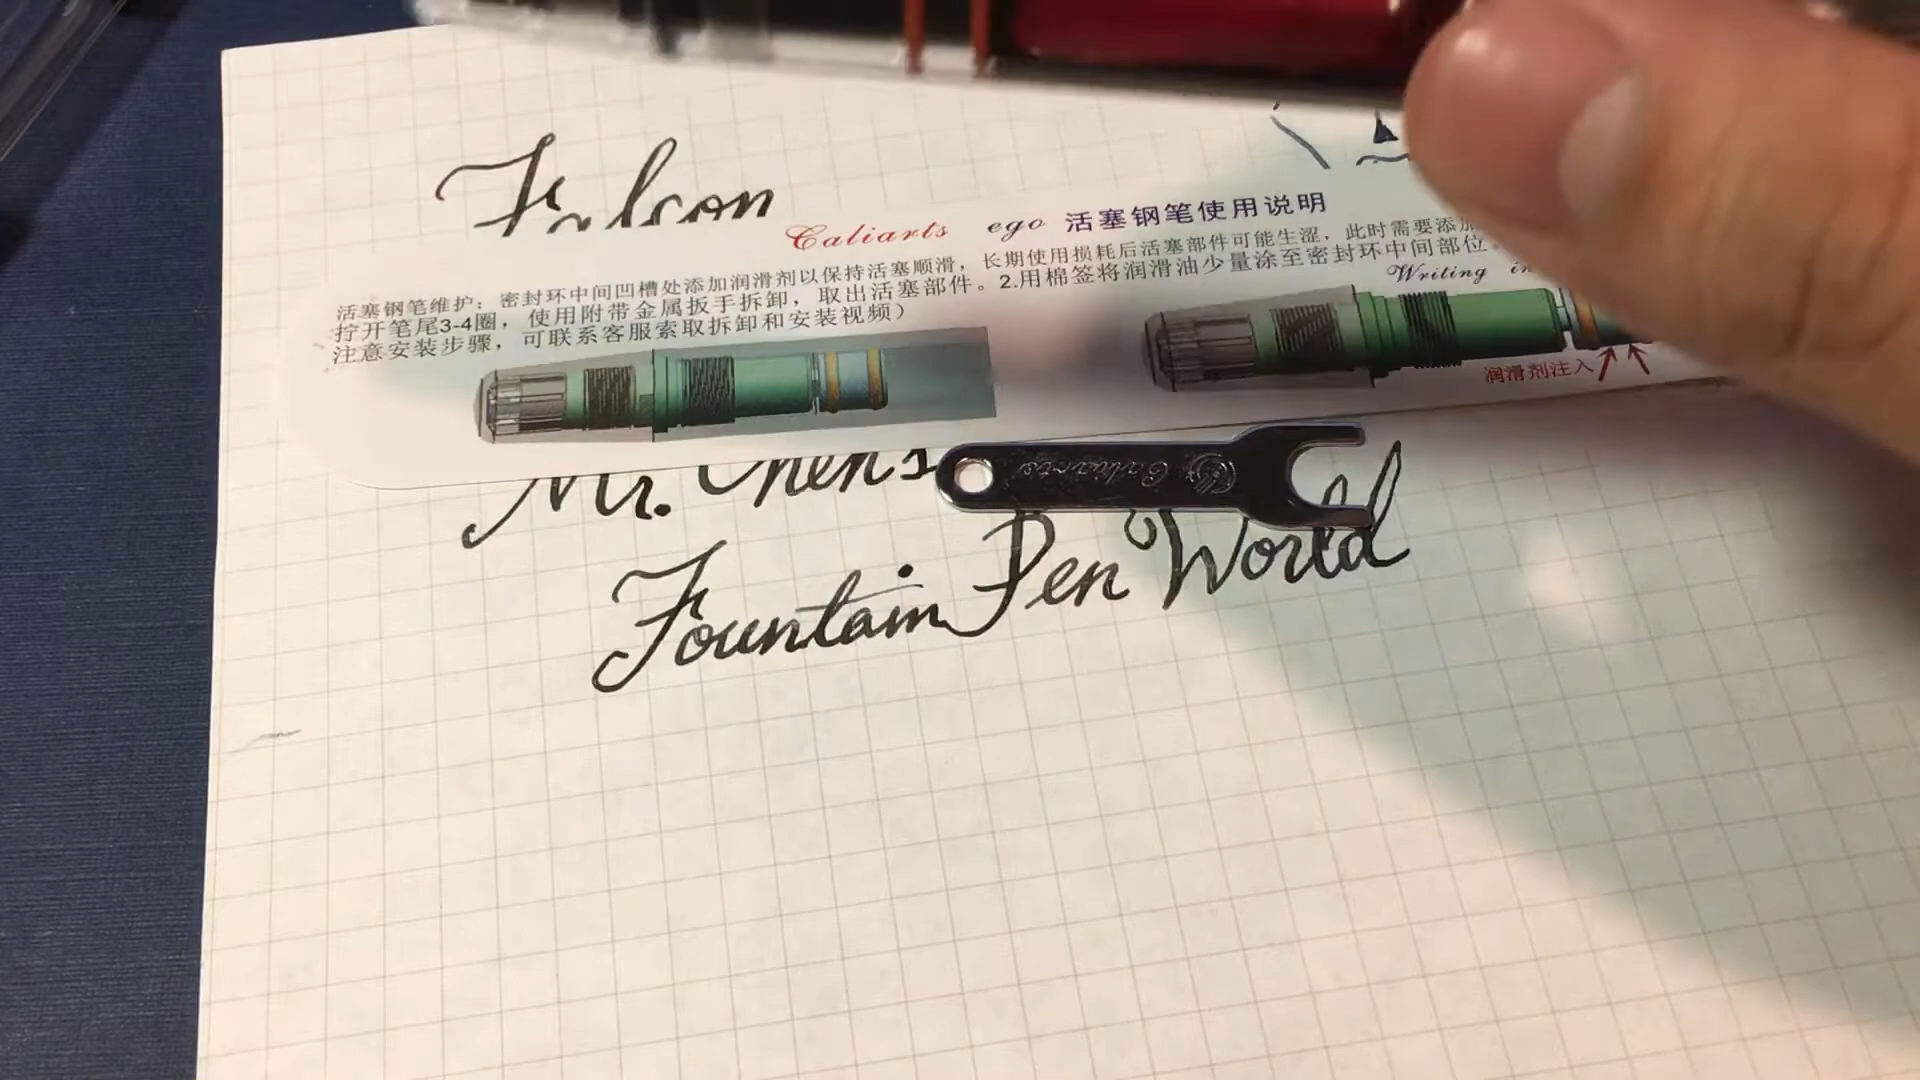 Falcon
Caliarts ego 活塞钢笔使用说明
活塞钢笔维护：密封环中间凹槽处添加润滑剂以保持活塞顺滑，长期使用损耗后活塞部件可能生涩，此时需要添加
拧开笔尾3-4圈，使用附带金属扳手拆卸，取出活塞部件。2.用棉签将润滑油少量涂至密封环中间部位。
注意安装步骤，可联系客服索取拆卸和安装视频）
Writing
润滑剂注入
Caliarts
Mr. Chen's
Fountain Pen World